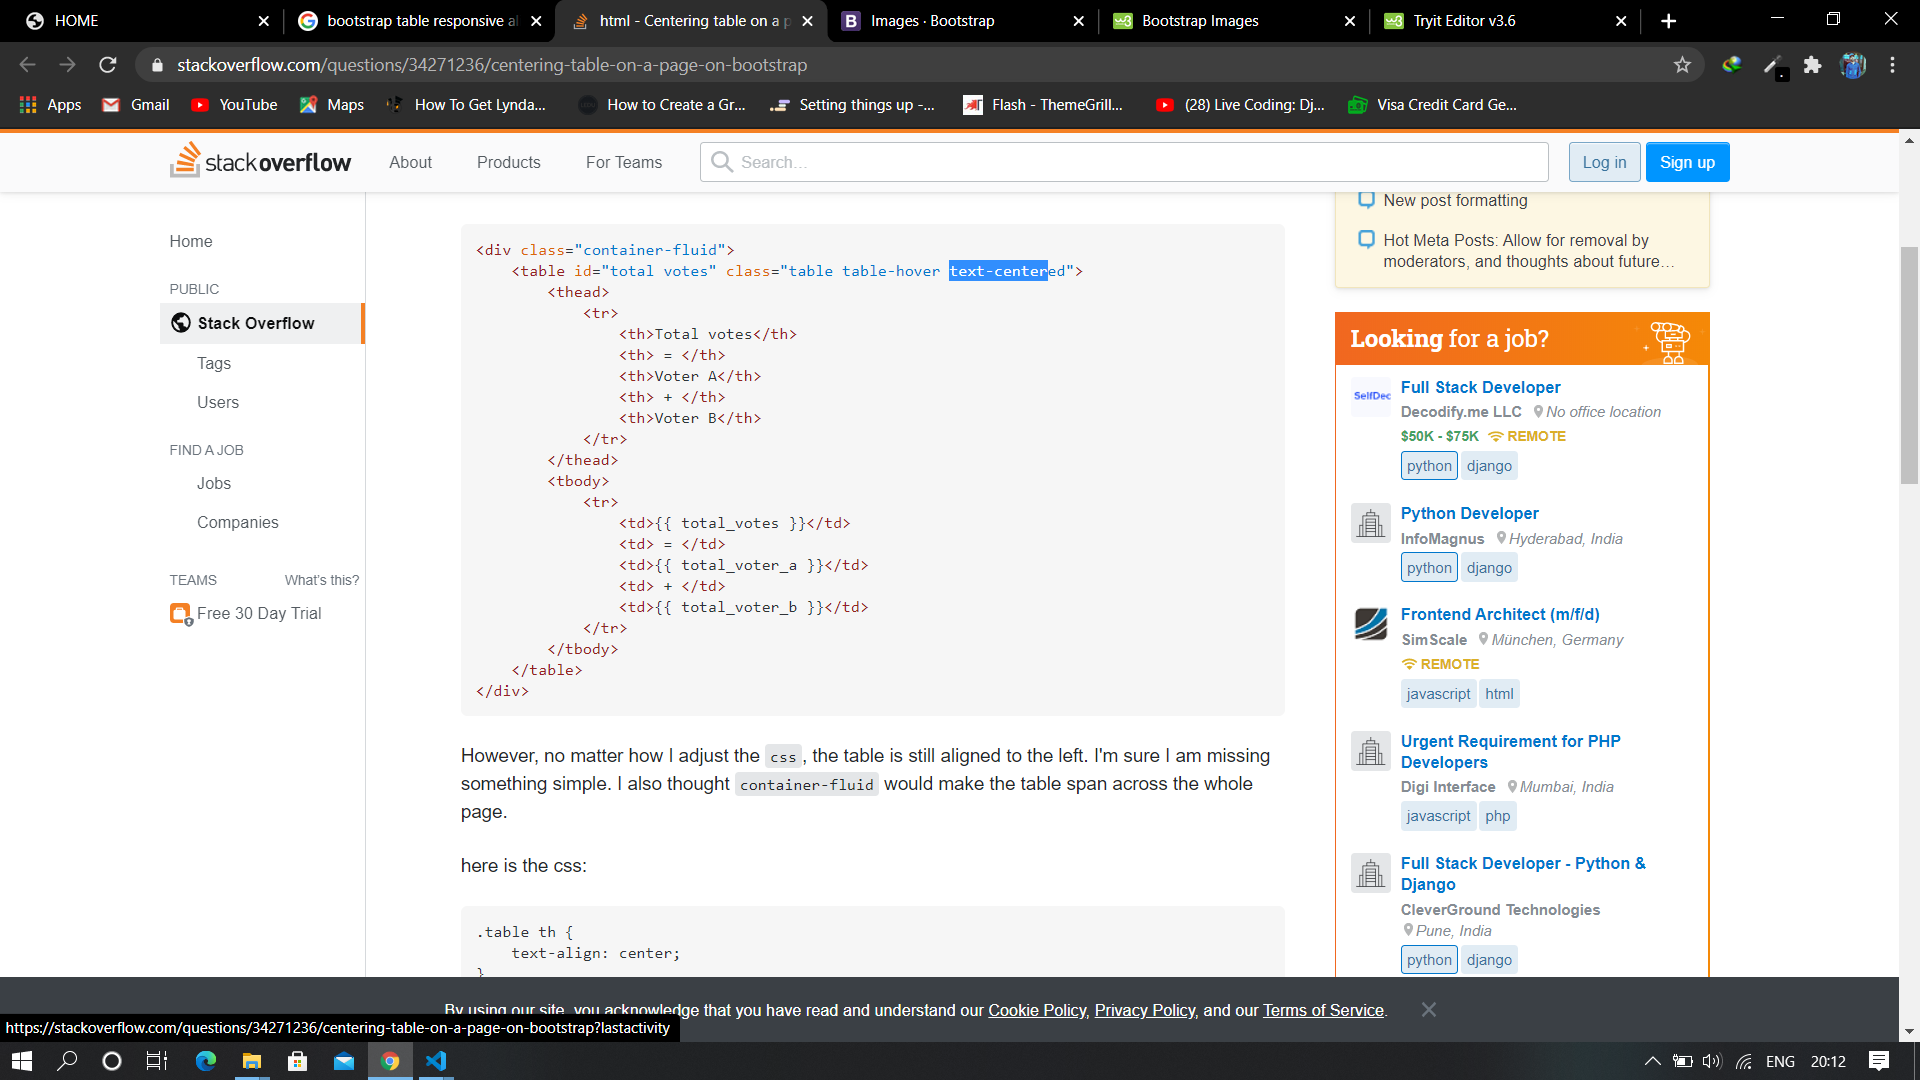 HOME
bootstrap table responsive al
html - Centering table on a p
Images · Bootstrap
Bootstrap Images
Tryit Editor v3.6
stackoverflow.com/questions/34271236/centering-table-on-a-page-on-bootstrap
Apps
Gmail
YouTube
Maps
How To Get Lynda...
How to Create a Gr...
Setting things up -...
Flash - ThemeGrill...
(28) Live Coding: Dj...
Visa Credit Card Ge...
stackoverflow
About
Products
For Teams
Search...
Log in
Sign up
Home
PUBLIC
Stack Overflow
Tags
Users
FIND A JOB
Jobs
Companies
TEAMS
What's this?
Free 30 Day Trial
<div class="container-fluid">
<table id="total votes" class="table table-hover text-centered">
<thead>
<tr>
<th>Total votes</th>
<th> = </th>
<th>Voter A</th>
<th> + </th>
<th>Voter B</th>
</tr>
</thead>
<tbody>
<tr>
<td>{{ total_votes }}</td>
<td> = </td>
<td>{{ total_voter_a }}</td>
<td> + </td>
<td>{{ total_voter_b }}</td>
</tr>
</tbody>
</table>
</div>
However, no matter how I adjust the css, the table is still aligned to the left. I'm sure I am missing
something simple. I also thought container-fluid would make the table span across the whole
page.
here is the css:
.table th {
text-align: center;
}
New post formatting
Hot Meta Posts: Allow for removal by
moderators, and thoughts about future…
Looking for a job?
SelfDec
Full Stack Developer
Decodify.me LLC No office location
$50K - $75K REMOTE
python django
Python Developer
InfoMagnus Hyderabad, India
python django
Frontend Architect (m/f/d)
SimScale München, Germany
REMOTE
javascript html
Urgent Requirement for PHP
Developers
Digi Interface Mumbai, India
javascript php
Full Stack Developer - Python &
Django
CleverGround Technologies
Pune, India
python django
By using our site, you acknowledge that you have read and understand our Cookie Policy, Privacy Policy, and our Terms of Service.
https://stackoverflow.com/questions/34271236/centering-table-on-a-page-on-bootstrap?lastactivity
ENG
20:12